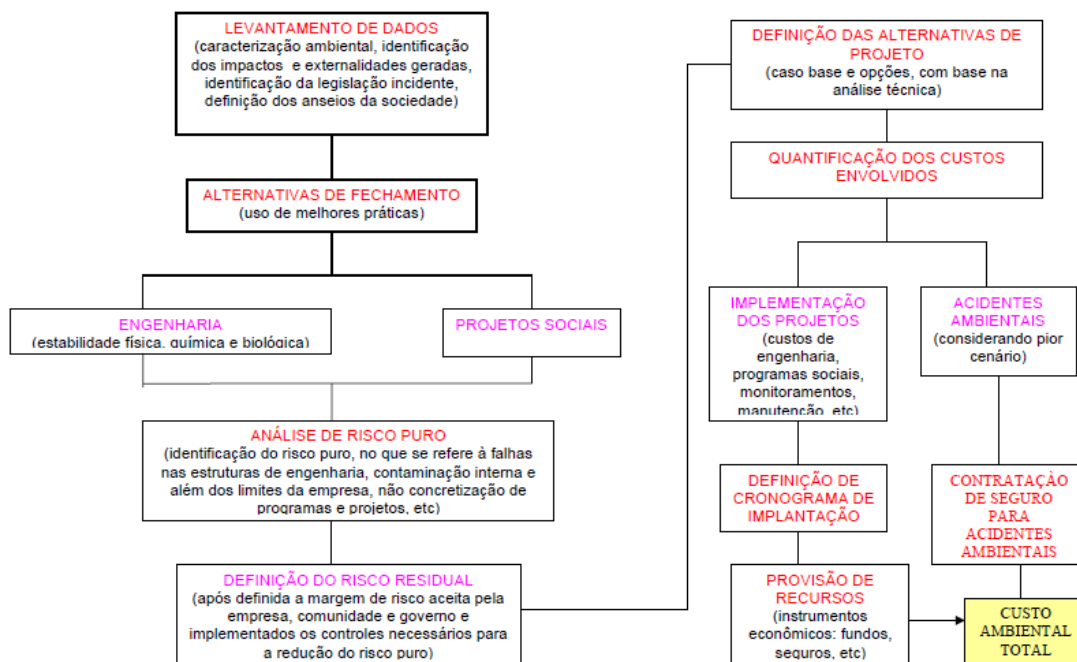 LEVANTAMENTO DE DADOS
(caracterização ambiental, identificação
dos impactos e externalidades geradas,
identificação da legislação incidente,
definição dos anseios da sociedade)
ALTERNATIVAS DE FECHAMENTO
(uso de melhores práticas)
ENGENHARIA
(estabilidade física, química e biológica)
PROJETOS SOCIAIS
ANÁLISE DE RISCO PURO
(identificação do risco puro, no que se refere à falhas
nas estruturas de engenharia, contaminação interna e
além dos limites da empresa, não concretização de
programas e projetos, etc)
DEFINIÇÃO DO RISCO RESIDUAL
(após definida a margem de risco aceita pela
empresa, comunidade e governo e
implementados os controles necessários para
a redução do risco puro)
DEFINIÇÃO DAS ALTERNATIVAS DE
PROJETO
(caso base e opções, com base na
análise técnica)
QUANTIFICAÇÃO DOS CUSTOS
ENVOLVIDOS
IMPLEMENTAÇÃO
DOS PROJETOS
(custos de
engenharia,
programas sociais,
monitoramentos,
manutenção, etc)
ACIDENTES
AMBIENTAIS
(considerando pior
cenário)
DEFINIÇÃO DE
CRONOGRAMA DE
IMPLANTAÇÃO
CONTRATAÇÀO
DE SEGURO
PARA
ACIDENTES
AMBIENTAIS
PROVISÃO DE
RECURSOS
(instrumentos
econômicos: fundos,
seguros, etc)
CUSTO
AMBIENTAL
TOTAL